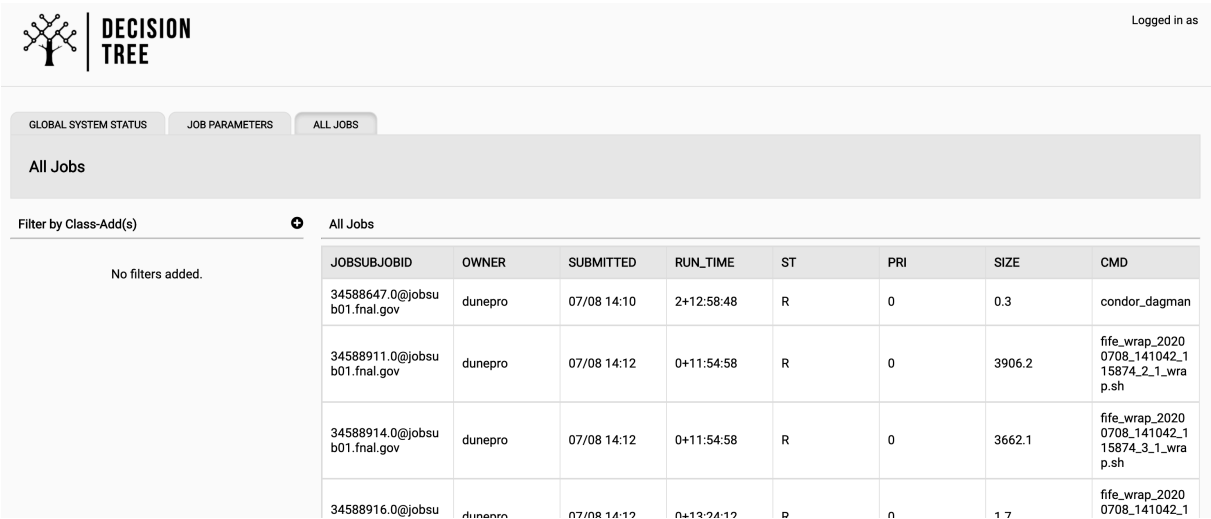 DECISION
TREE
Logged in as
GLOBAL SYSTEM STATUS JOB PARAMETERS ALL JOBS
All Jobs
Filter by Class-Add(s) All Jobs
No filters added.
JOBSUBJOBID OWNER SUBMITTED RUN_TIME ST PRI SIZE CMD
34588647.0@jobsu
b01.fnal.gov
dunepro 07/08 14:10 2+12:58:48 R 0 0.3 condor_dagman
34588911.0@jobsu
b01.fnal.gov
dunepro 07/08 14:12 0+11:54:58 R 0 3906.2
fife_wrap_2020
0708_141042_1
15874_2_1_wra
p.sh
34588914.0@jobsu
b01.fnal.gov
dunepro 07/08 14:12 0+11:54:58 R 0 3662.1
fife_wrap_2020
0708_141042_1
15874_3_1_wra
p.sh
34588916.0@jobsu
dunepro 07/08 14:12 0+13:24:12 R 0 1.7
fife_wrap_2020
0708_141042_1